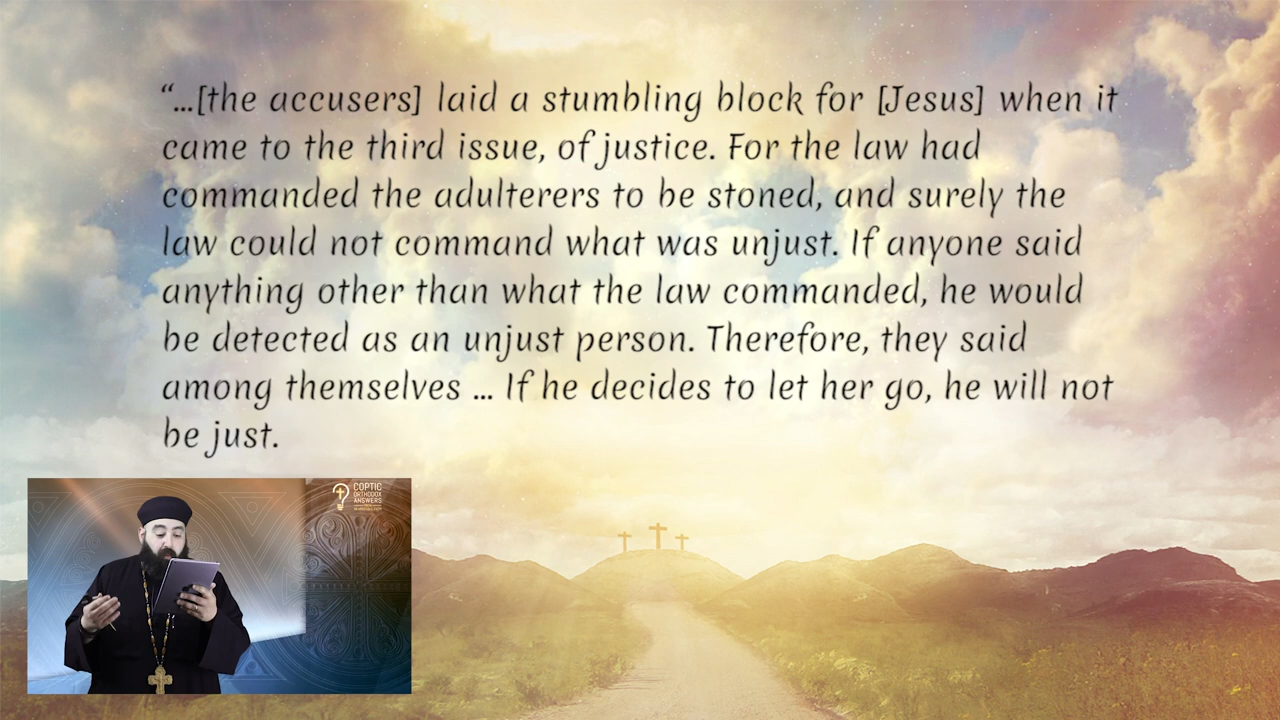 “...[the accusers] laid a stumbling block for [Jesus] when it
came to the third issue, of justice. For the law had
commanded the adulterers to be stoned, and surely the
law could not command what was unjust. If anyone said
anything other than what the law commanded, he would
be detected as an unjust person. Therefore, they said
among themselves ... If he decides to let her go, he will not
be just.
COPTIC
ORTHODOX
ANSWERS